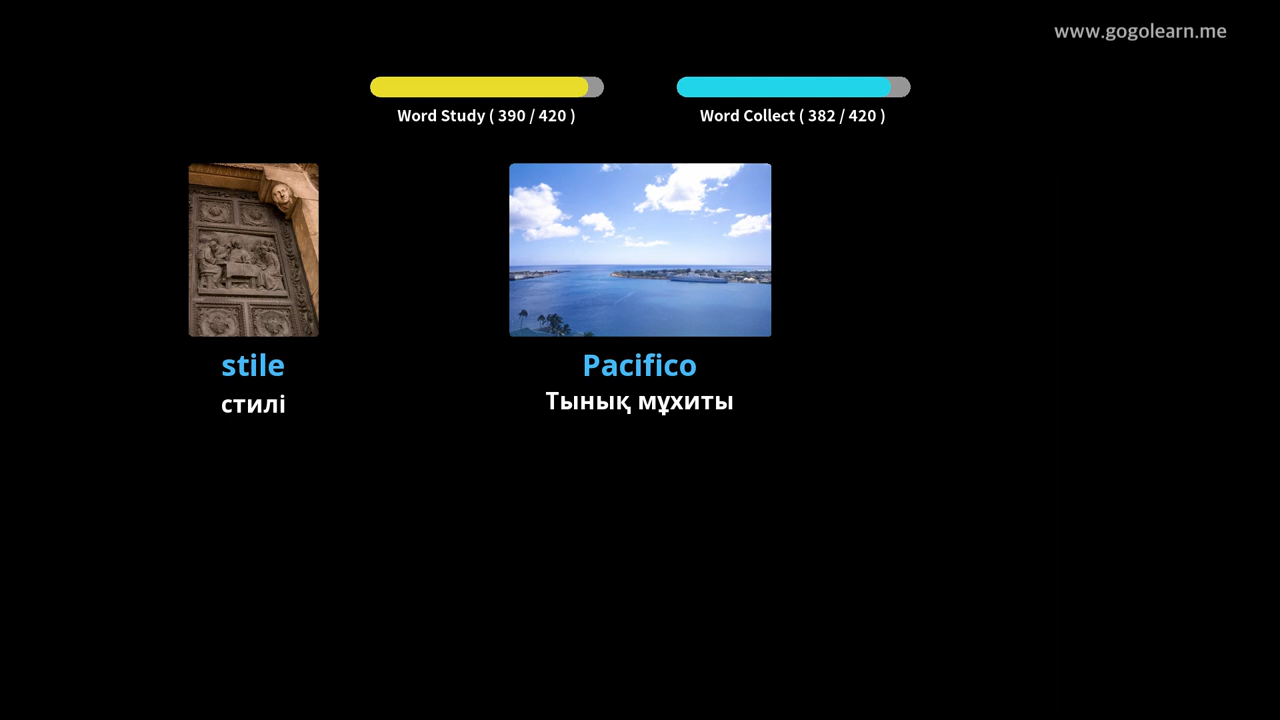 www.gogolearn.me
Word Study ( 390 / 420 )
Word Collect ( 382 / 420 )
stile
стилі
Pacifico
Тынық мұхиты